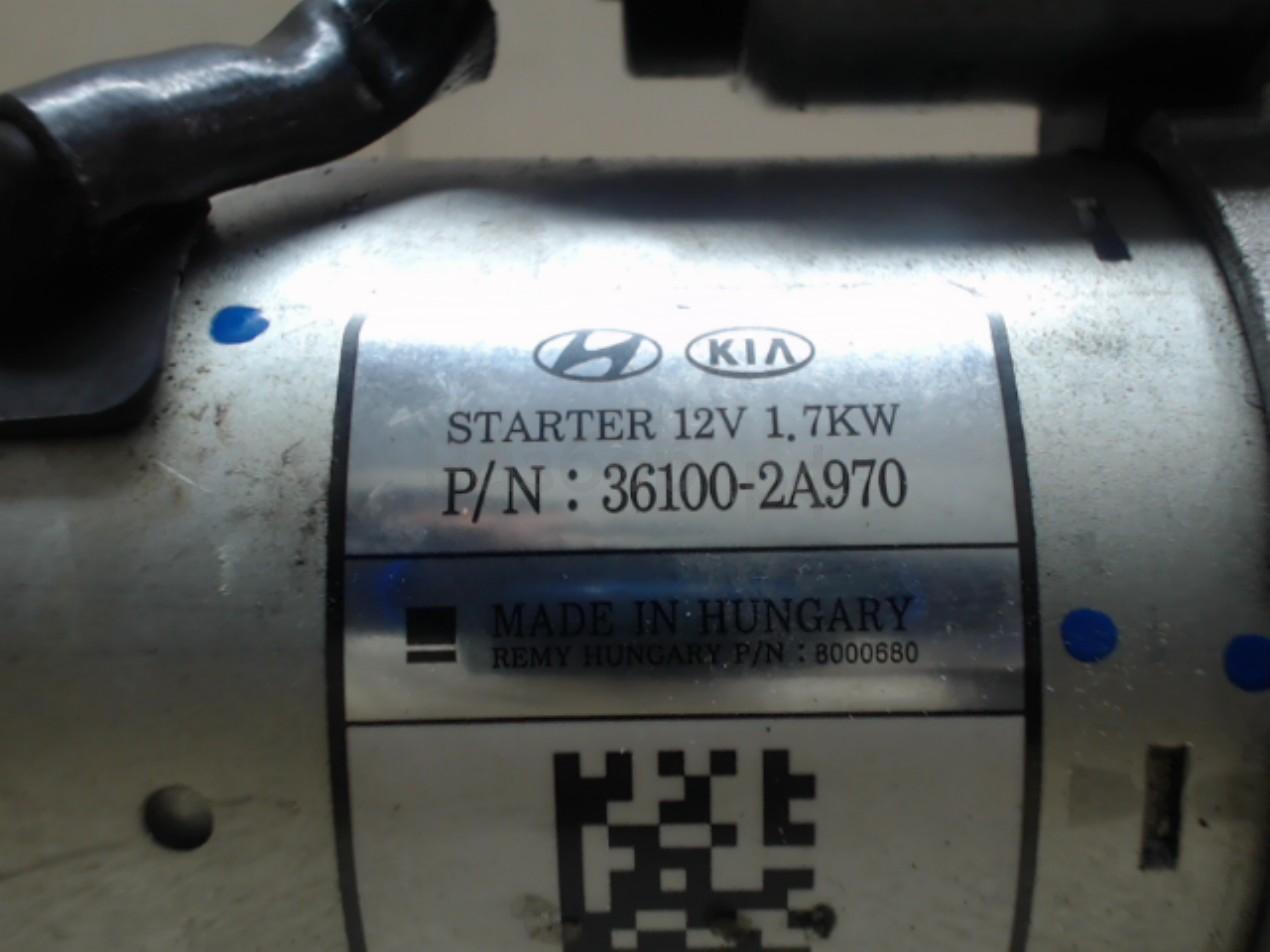 KIA
STARTER 12V 1.7KW
P/N : 36100-2A970
MADE IN HUNGARY
REMY HUNGARY P/N : 8000680